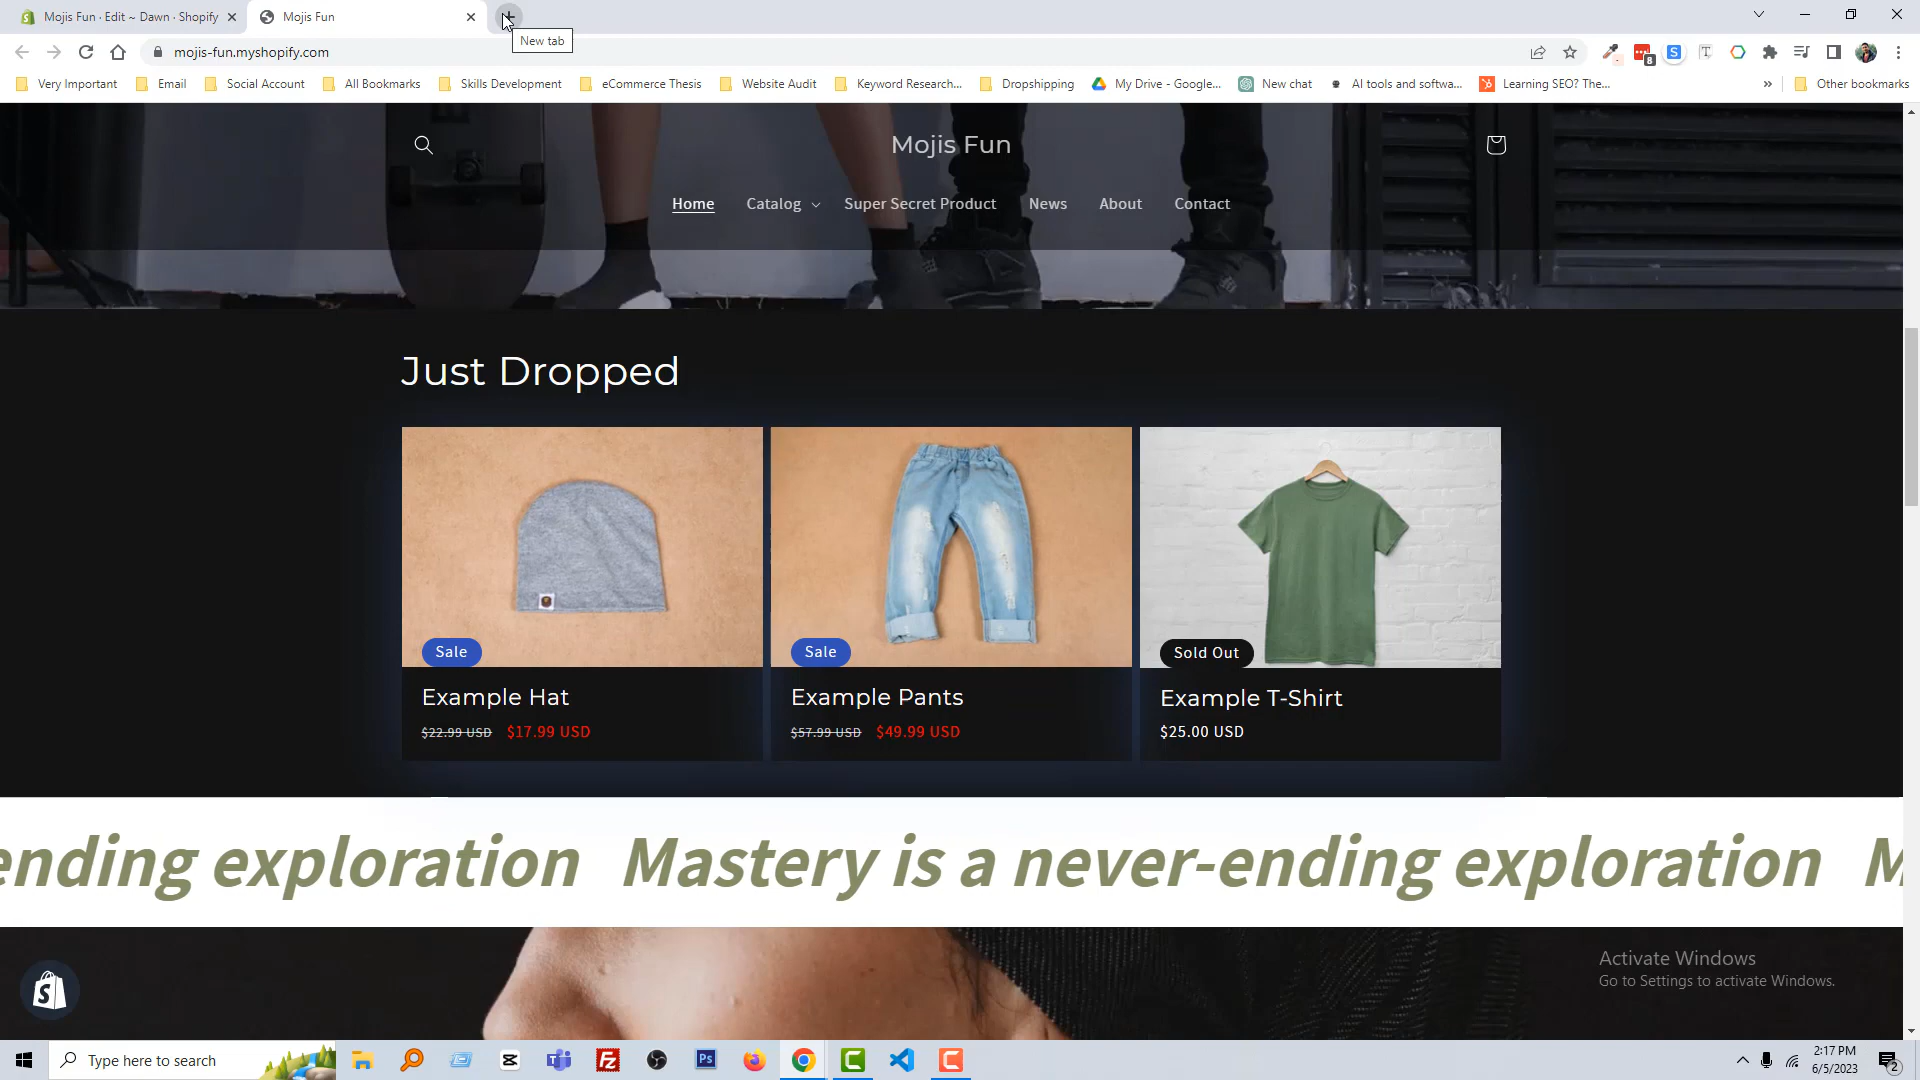 Mojis Fun · Edit ~ Dawn · Shopify
Mojis Fun
New tab
mojis-fun.myshopify.com
8
Very Important
Email
Social Account
All Bookmarks
Skills Development
eCommerce Thesis
Website Audit
Keyword Research...
Dropshipping
My Drive - Google...
New chat
AI tools and softwa...
Learning SEO? The...
»
Other bookmarks
Mojis Fun
Home
Catalog
Super Secret Product
News
About
Contact
Just Dropped
Sale
Sale
Sold Out
Example Hat
Example Pants
Example T-Shirt
$22.99 USD $17.99 USD
$57.99 USD $49.99 USD
$25.00 USD
ending exploration Mastery is a never-ending exploration M
Activate Windows
Go to Settings to activate Windows.
Type here to search
2:17 PM
6/5/2023
2